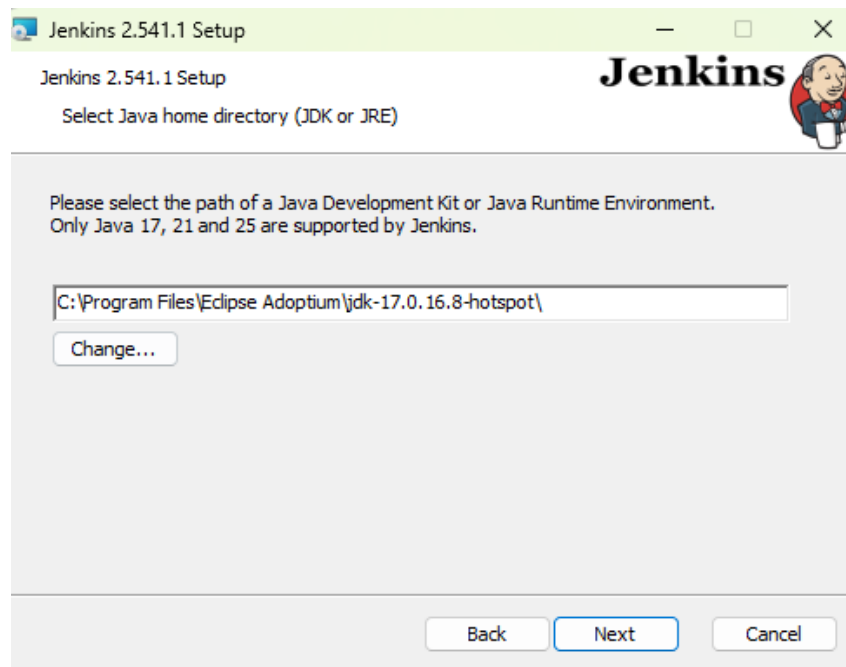 Jenkins 2.541.1 Setup
Jenkins 2.541.1 Setup
Jenkins
Select Java home directory (JDK or JRE)
Please select the path of a Java Development Kit or Java Runtime Environment.
Only Java 17, 21 and 25 are supported by Jenkins.
C:\Program Files\Eclipse Adoptium\jdk-17.0.16.8-hotspot\
Change...
Back
Next
Cancel